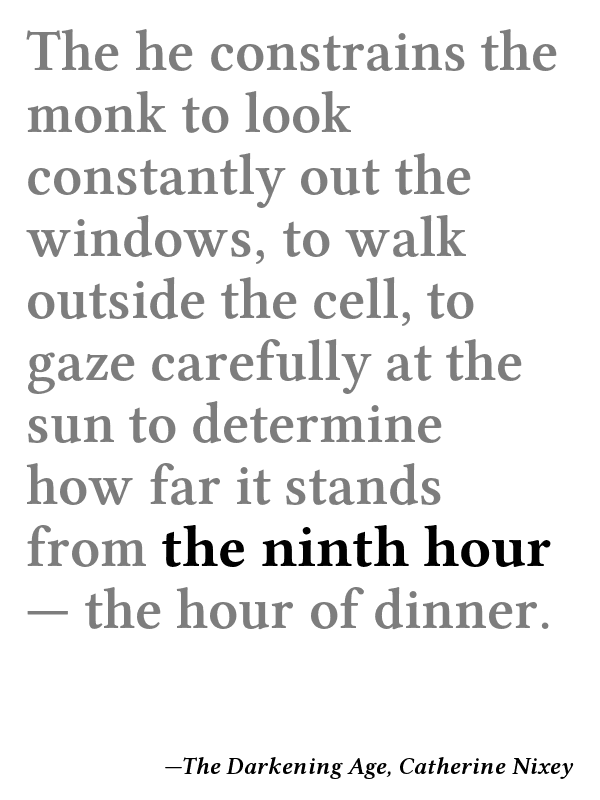 The he constrains the
monk to look
constantly out the
windows, to walk
outside the cell, to
gaze carefully at the
sun to determine
how far it stands
from the ninth hour
— the hour of dinner.
—The Darkening Age, Catherine Nixey